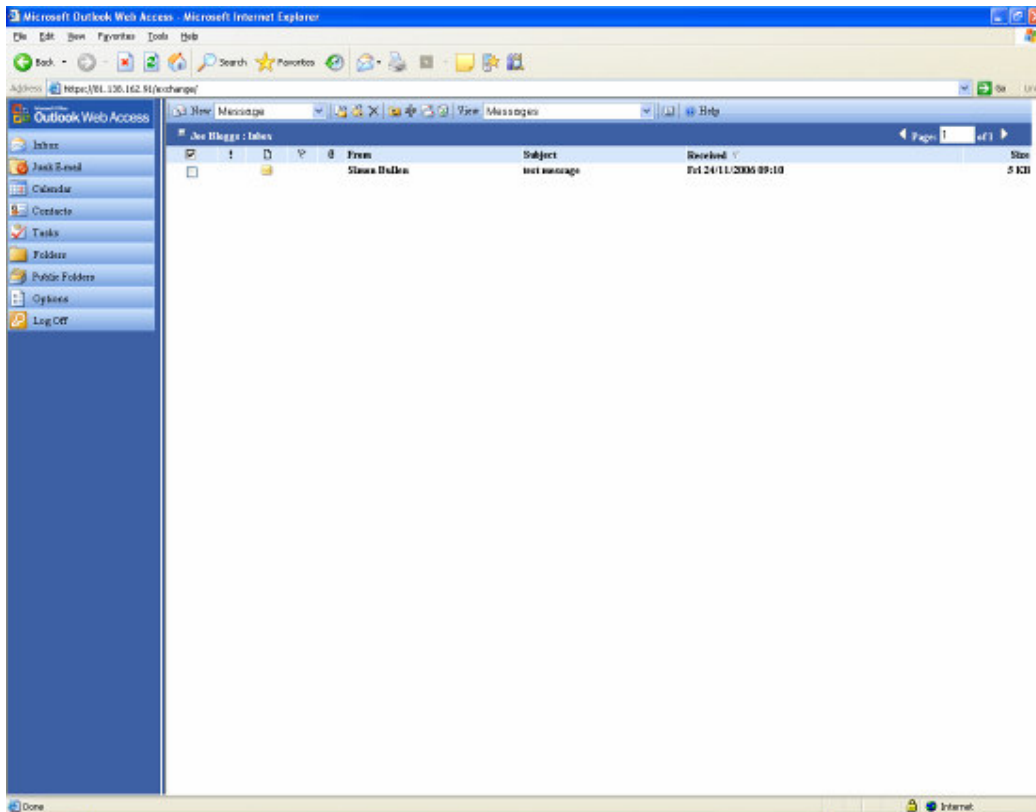 Microsoft Outlook Web Access - Microsoft Internet Explorer
File Edit View Favorites Tools Help
Back Search Favorites
Address https://81.138.162.91/exchange/ Go
Outlook Web Access
New Message View Messages Help
Joe Bloggs : Inbox Page: 1 of 1
! From Subject Received Size
test message Fri 24/11/2006 09:10 5 KB
Inbox
Junk E-mail
Calendar
Contacts
Tasks
Folders
Public Folders
Options
Log Off
Done Internet